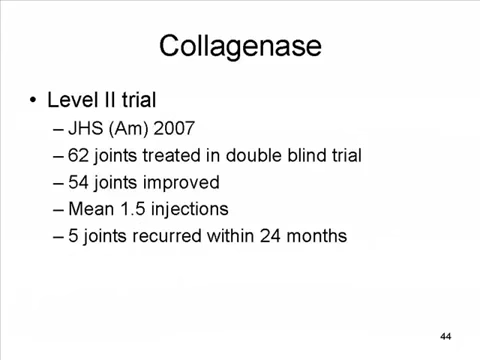 Collagenase
• Level II trial
– JHS (Am) 2007
– 62 joints treated in double blind trial
– 54 joints improved
– Mean 1.5 injections
– 5 joints recurred within 24 months
44